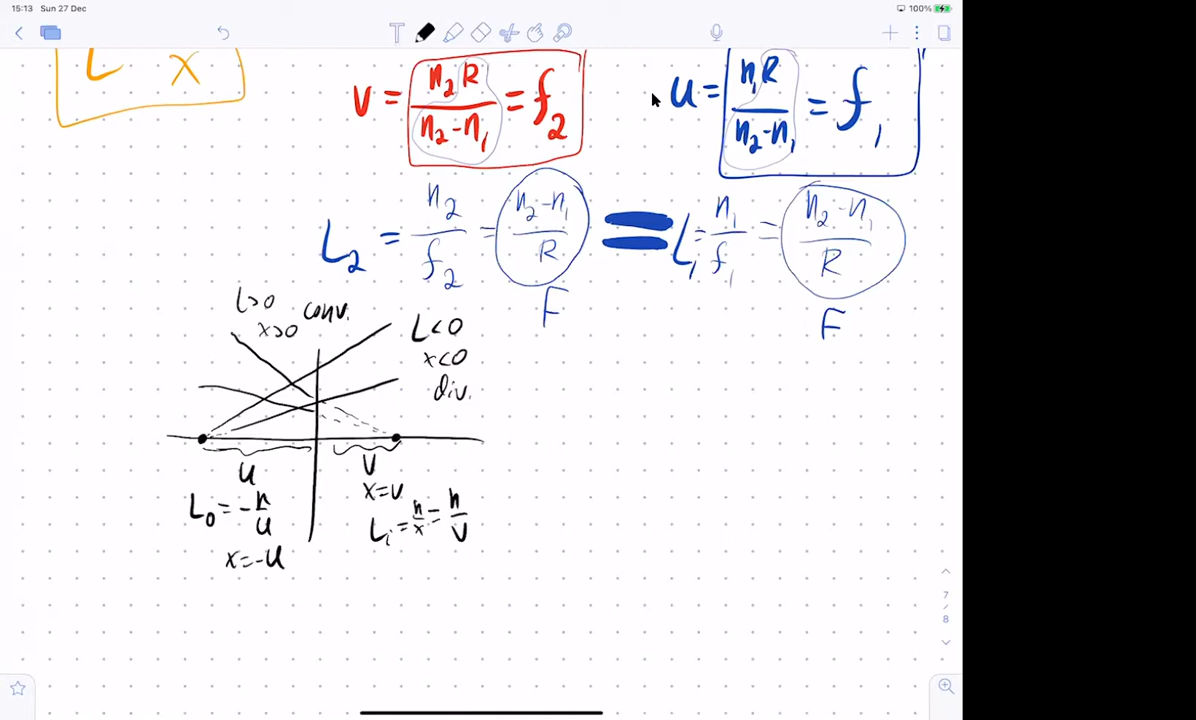 15:13 Sun 27 Dec
100%
L x
v = n₂R/(n₂-n₁) = f₂
u = n₁R/(n₂-n₁) = f₁
L₂ = n₂/f₂ = (n₂-n₁)/R = L₁ = n₁/f₁ = (n₂-n₁)/R
F
F
L>0 conv.
x>0
L<0
x<0
div.
u
v
x=v
L₀ = -n/u
Lᵢ = n/x = n/v
x=-u
7
/
8